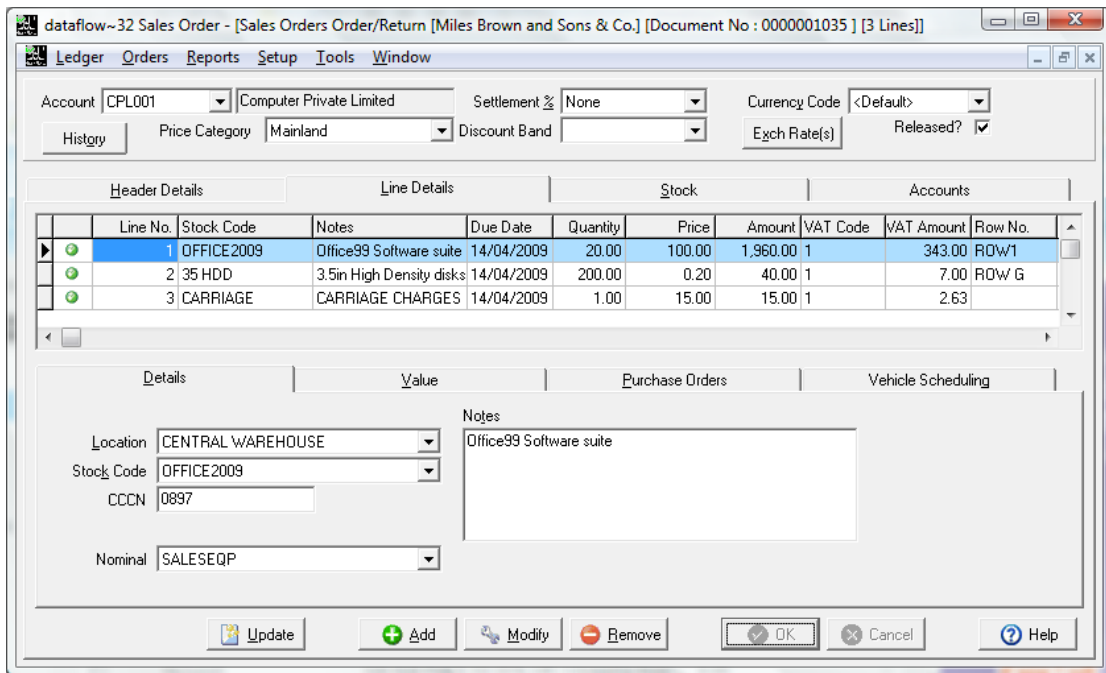 dataflow~32 Sales Order - [Sales Orders Order/Return [Miles Brown and Sons & Co.] [Document No : 0000001035 ] [3 Lines]]
Ledger Orders Reports Setup Tools Window
Account CPL001 Computer Private Limited Settlement % None Currency Code <Default>
History Price Category Mainland Discount Band Exch Rate(s) Released?
Header Details Line Details Stock Accounts
Line No. Stock Code Notes Due Date Quantity Price Amount VAT Code VAT Amount Row No.
1 OFFICE2009 Office99 Software suite 14/04/2009 20.00 100.00 1,960.00 1 343.00 ROW1
2 35 HDD 3.5in High Density disks 14/04/2009 200.00 0.20 40.00 1 7.00 ROW G
3 CARRIAGE CARRIAGE CHARGES 14/04/2009 1.00 15.00 15.00 1 2.63
Details Value Purchase Orders Vehicle Scheduling
Notes
Location CENTRAL WAREHOUSE Office99 Software suite
Stock Code OFFICE2009
CCCN 0897
Nominal SALESEQP
Update Add Modify Remove OK Cancel Help